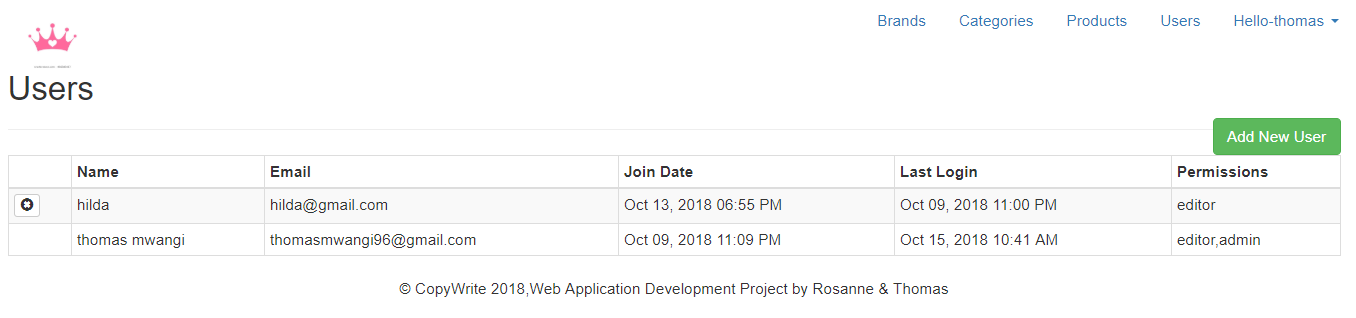 Brands Categories Products Users Hello-thomas
Users
Add New User
Name Email Join Date Last Login Permissions
hilda hilda@gmail.com Oct 13, 2018 06:55 PM Oct 09, 2018 11:00 PM editor
thomas mwangi thomasmwangi96@gmail.com Oct 09, 2018 11:09 PM Oct 15, 2018 10:41 AM editor,admin
© CopyWrite 2018,Web Application Development Project by Rosanne & Thomas